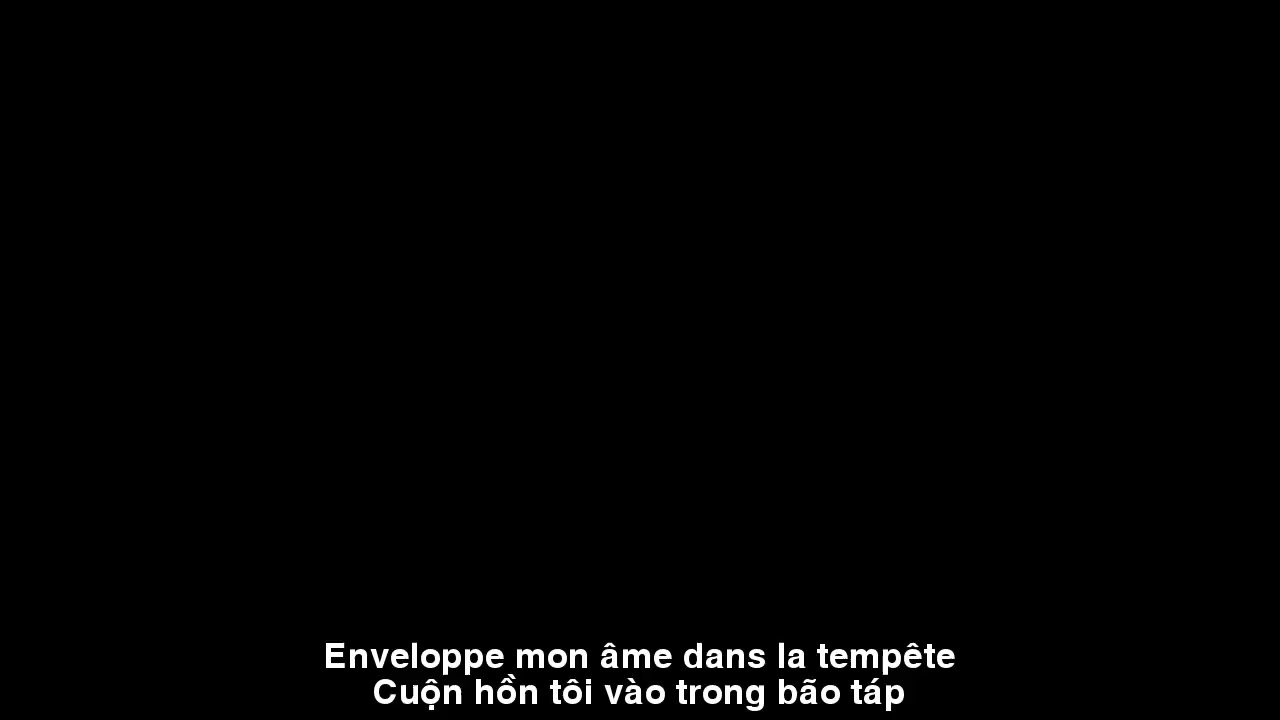 Enveloppe mon âme dans la tempête
Cuộn hồn tôi vào trong bão táp